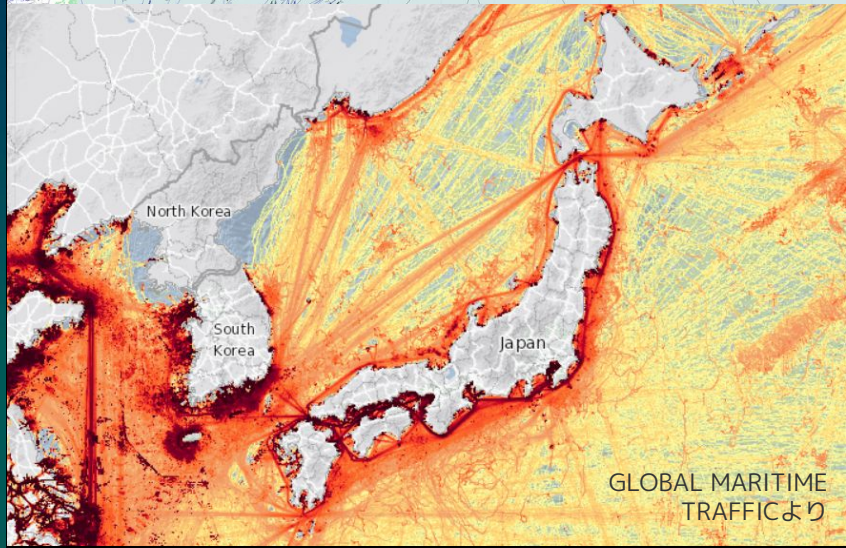 North Korea
South
Korea
Japan
GLOBAL MARITIME
TRAFFICより